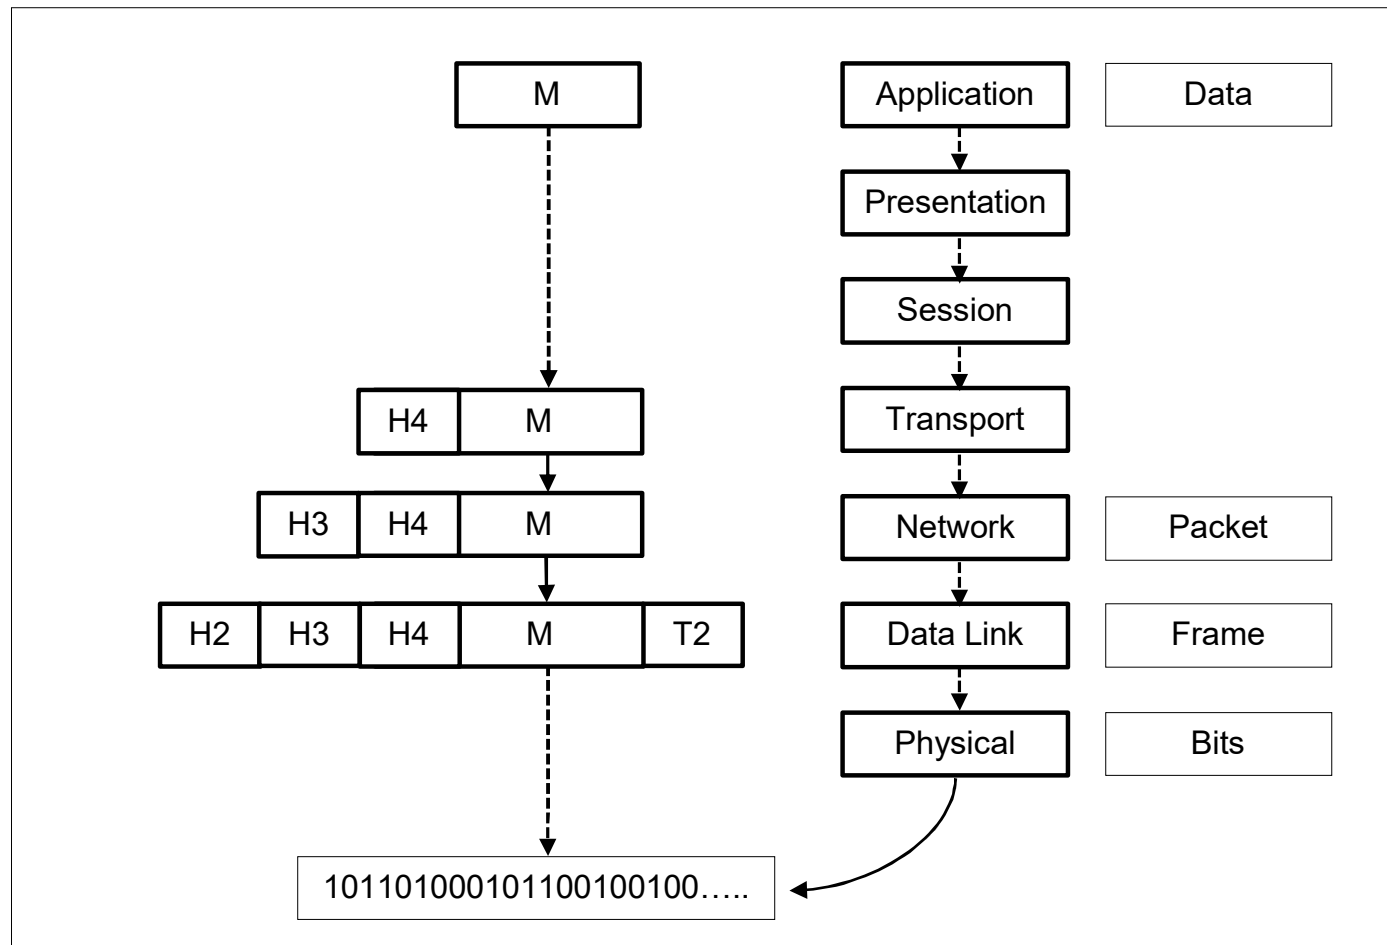 M Application Data
Presentation
Session
H4 M Transport
H3 H4 M Network Packet
H2 H3 H4 M T2 Data Link Frame
Physical Bits
101101000101100100100…..